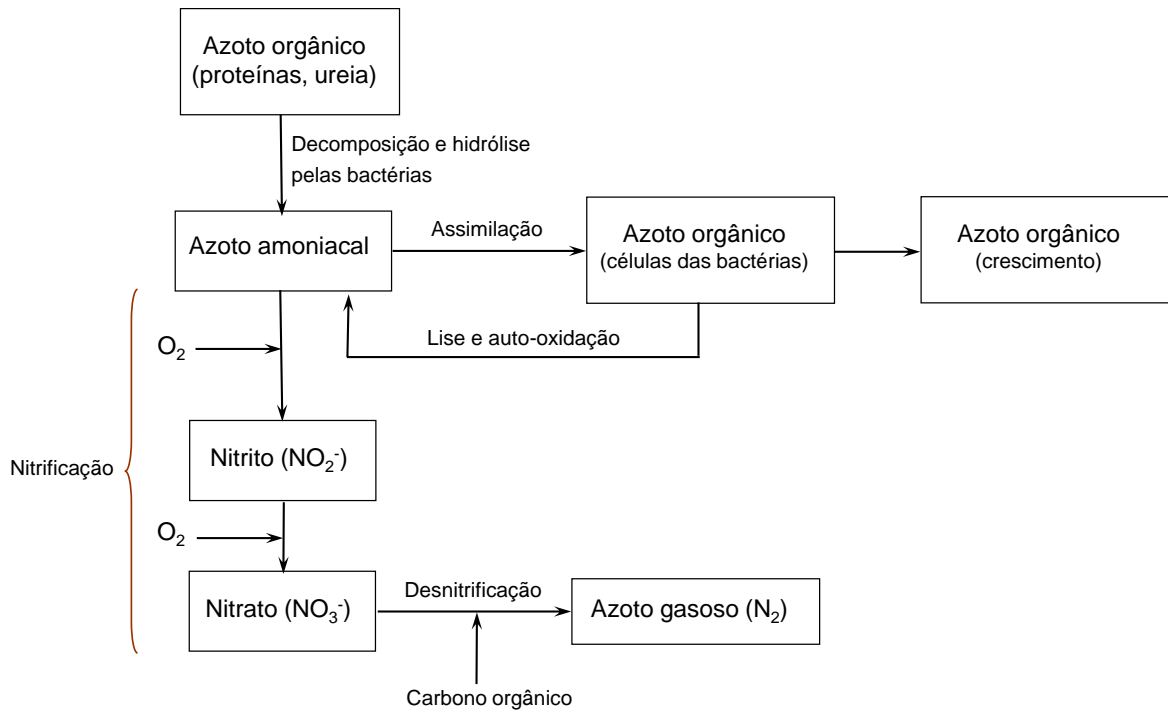 Azoto orgânico
(proteínas, ureia)
Decomposição e hidrólise
pelas bactérias
Azoto amoniacal
Assimilação
Azoto orgânico
(células das bactérias)
Azoto orgânico
(crescimento)
Lise e auto-oxidação
O₂
Nitrito (NO₂⁻)
Nitrificação
O₂
Nitrato (NO₃⁻)
Desnitrificação
Azoto gasoso (N₂)
Carbono orgânico